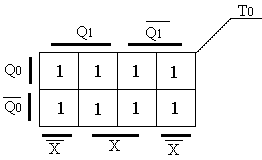 T0
Q1 Q̅1̅
Q0 1 1 1 1
Q̅0̅ 1 1 1 1
X̅ X X̅